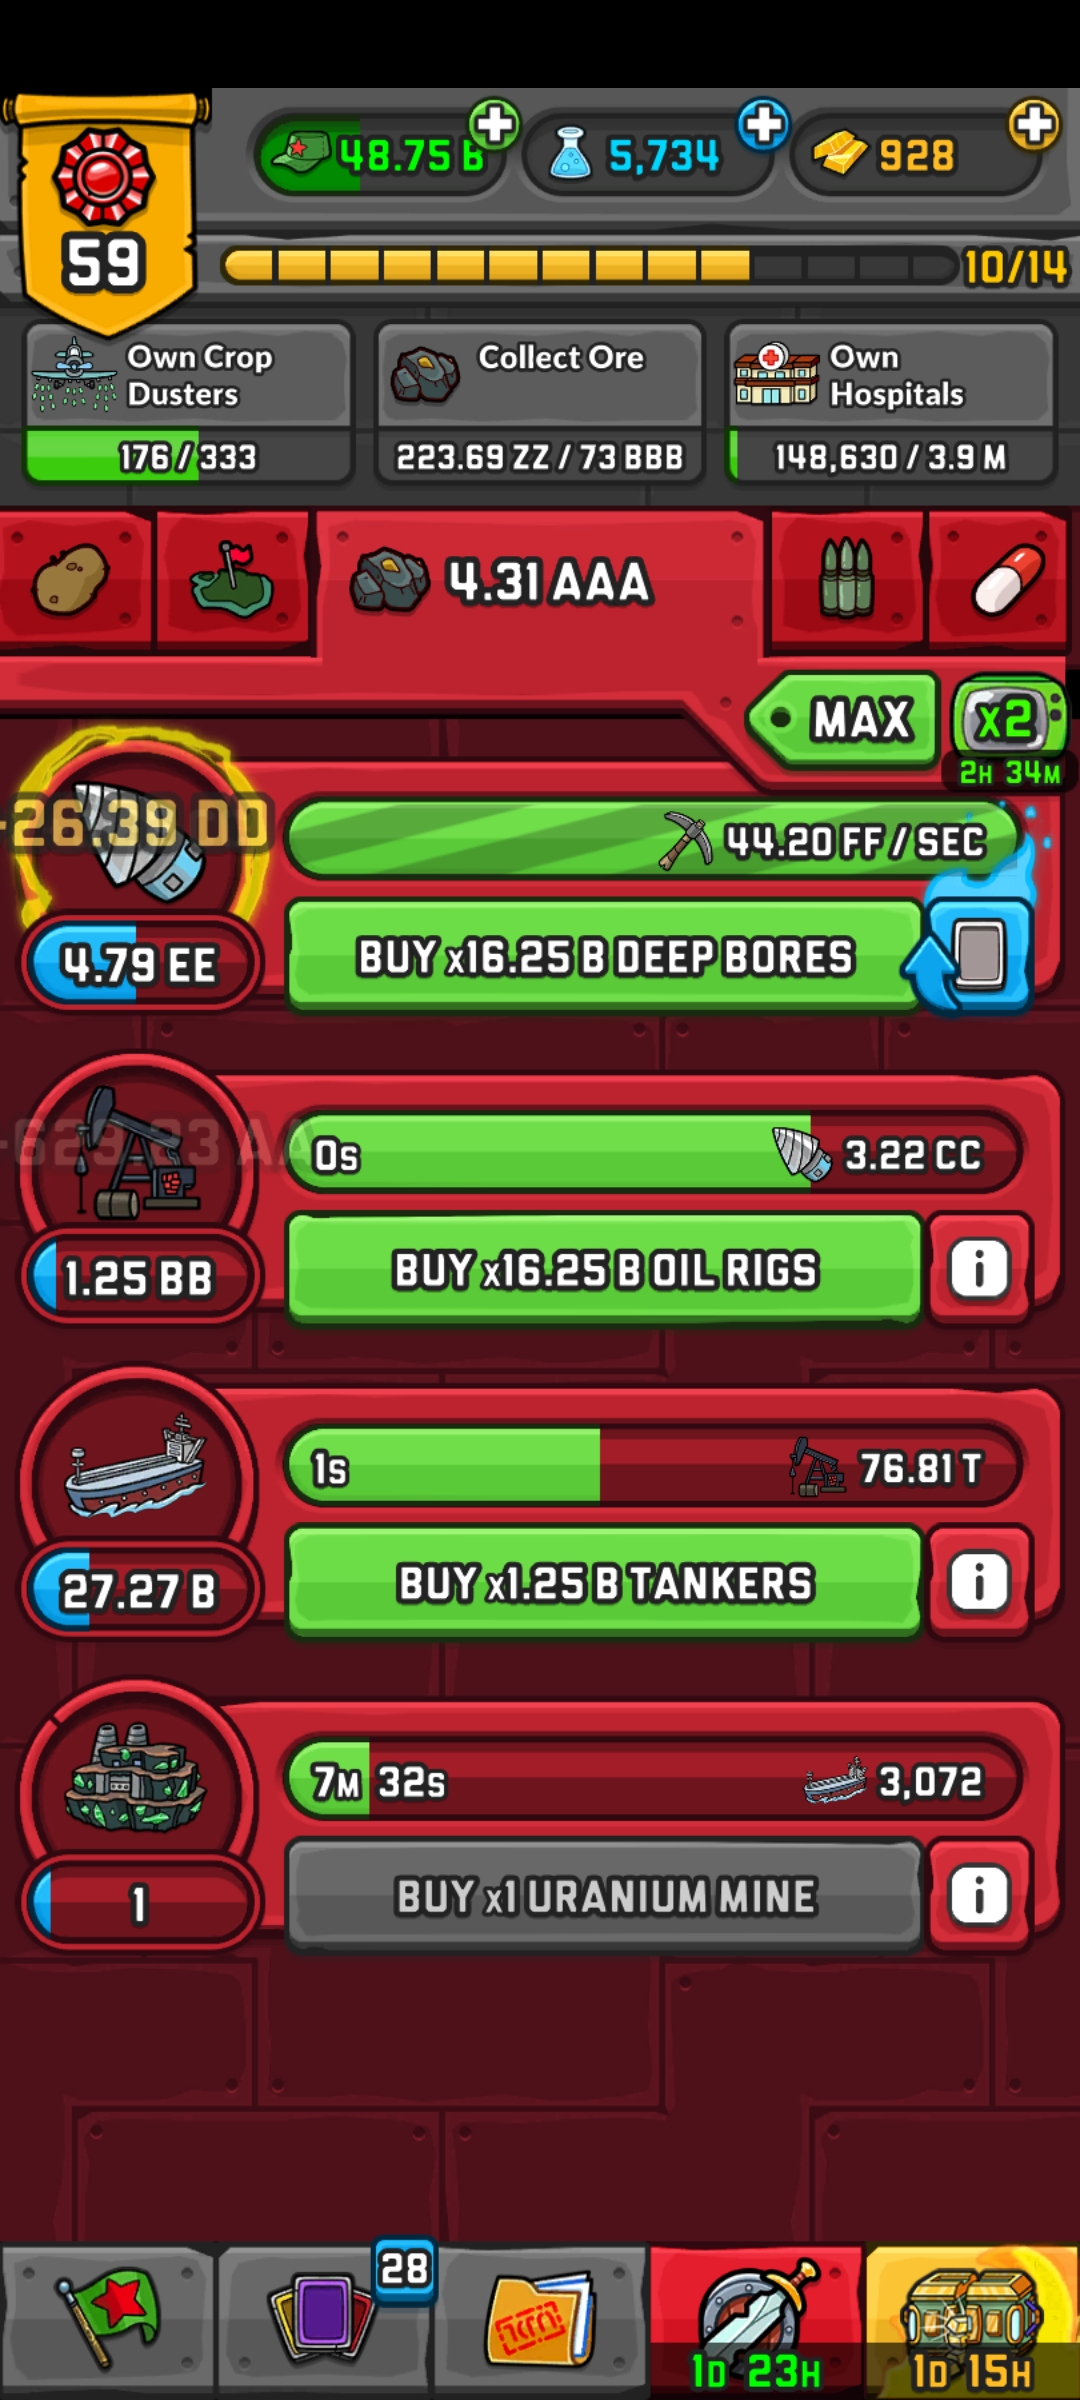 48.75 B
5,734
928
59
10/14
Own Crop
Dusters
176 / 333
Collect Ore
223.69 ZZ / 73 BBB
Own
Hospitals
148,630 / 3.9 M
4.31 AAA
MAX
x2
2H 34M
-26.39 DD
44.20 FF / SEC
4.79 EE
BUY x16.25 B DEEP BORES
-629.23 AA
0s
3.22 CC
1.25 BB
BUY x16.25 B OIL RIGS
i
1s
76.81 T
27.27 B
BUY x1.25 B TANKERS
i
7M 32s
3,072
1
BUY x1 URANIUM MINE
i
28
1D 23H
1D 15H